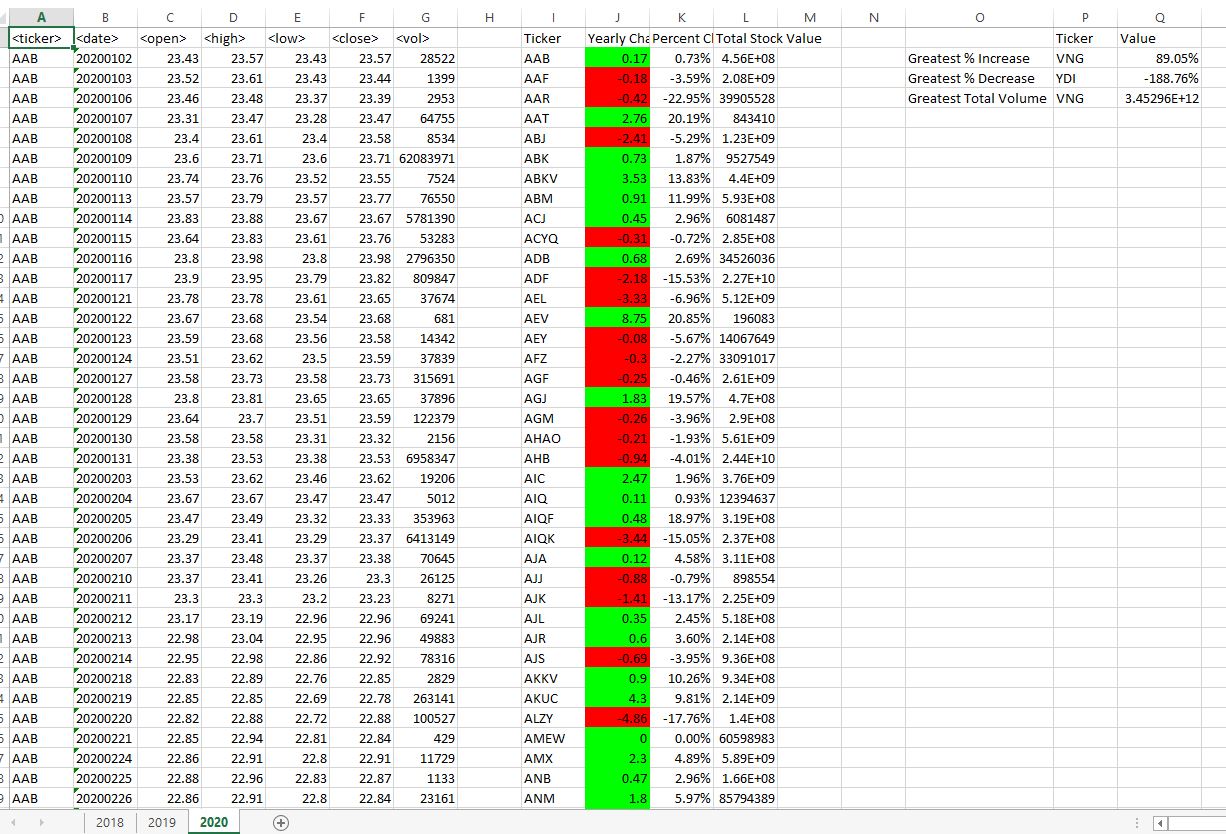 A B C D E F G H I J K L M N O P Q
<ticker> <date> <open> <high> <low> <close> <vol> Ticker Yearly Cha Percent Cl Total Stock Value Ticker Value
AAB 20200102 23.43 23.57 23.43 23.57 28522 AAB 0.17 0.73% 4.56E+08 Greatest % Increase VNG 89.05%
AAB 20200103 23.52 23.61 23.43 23.44 1399 AAF -0.18 -3.59% 2.08E+09 Greatest % Decrease YDI -188.76%
AAB 20200106 23.46 23.48 23.37 23.39 2953 AAR -0.42 -22.95% 39905528 Greatest Total Volume VNG 3.45296E+12
AAB 20200107 23.31 23.47 23.28 23.47 64755 AAT 2.76 20.19% 843410
AAB 20200108 23.4 23.61 23.4 23.58 8534 ABJ -2.41 -5.29% 1.23E+09
AAB 20200109 23.6 23.71 23.6 23.71 62083971 ABK 0.73 1.87% 9527549
AAB 20200110 23.74 23.76 23.52 23.55 7524 ABKV 3.53 13.83% 4.4E+09
AAB 20200113 23.57 23.79 23.57 23.77 76550 ABM 0.91 11.99% 5.93E+08
AAB 20200114 23.83 23.88 23.67 23.67 5781390 ACJ 0.45 2.96% 6081487
AAB 20200115 23.64 23.83 23.61 23.76 53283 ACYQ -0.31 -0.72% 2.85E+08
AAB 20200116 23.8 23.98 23.8 23.98 2796350 ADB 0.68 2.69% 34526036
AAB 20200117 23.9 23.95 23.79 23.82 809847 ADF -2.18 -15.53% 2.27E+10
AAB 20200121 23.78 23.78 23.61 23.65 37674 AEL -3.33 -6.96% 5.12E+09
AAB 20200122 23.67 23.68 23.54 23.68 681 AEV 8.75 20.85% 196083
AAB 20200123 23.59 23.68 23.56 23.58 14342 AEY -0.08 -5.67% 14067649
AAB 20200124 23.51 23.62 23.5 23.59 37839 AFZ -0.3 -2.27% 33091017
AAB 20200127 23.58 23.73 23.58 23.73 315691 AGF -0.25 -0.46% 2.61E+09
AAB 20200128 23.8 23.81 23.65 23.65 37896 AGJ 1.83 19.57% 4.7E+08
AAB 20200129 23.64 23.7 23.51 23.59 122379 AGM -0.26 -3.96% 2.9E+08
AAB 20200130 23.58 23.58 23.31 23.32 2156 AHAO -0.21 -1.93% 5.61E+09
AAB 20200131 23.38 23.53 23.38 23.53 6958347 AHB -0.94 -4.01% 2.44E+10
AAB 20200203 23.53 23.62 23.46 23.62 19206 AIC 2.47 1.96% 3.76E+09
AAB 20200204 23.67 23.67 23.47 23.47 5012 AIQ 0.11 0.93% 12394637
AAB 20200205 23.47 23.49 23.32 23.33 353963 AIQF 0.48 18.97% 3.19E+08
AAB 20200206 23.29 23.41 23.29 23.37 6413149 AIQK -3.44 -15.05% 2.37E+08
AAB 20200207 23.37 23.48 23.37 23.38 70645 AJA 0.12 4.58% 3.11E+08
AAB 20200210 23.37 23.41 23.26 23.3 26125 AJJ -0.88 -0.79% 898554
AAB 20200211 23.3 23.3 23.2 23.23 8271 AJK -1.41 -13.17% 2.25E+09
AAB 20200212 23.17 23.19 22.96 22.96 69241 AJL 0.35 2.45% 5.18E+08
AAB 20200213 22.98 23.04 22.95 22.96 49883 AJR 0.6 3.60% 2.14E+08
AAB 20200214 22.95 22.98 22.86 22.92 78316 AJS -0.69 -3.95% 9.36E+08
AAB 20200218 22.83 22.89 22.76 22.85 2829 AKKV 0.9 10.26% 9.34E+08
AAB 20200219 22.85 22.85 22.69 22.78 263141 AKUC 4.3 9.81% 2.14E+09
AAB 20200220 22.82 22.88 22.72 22.88 100527 ALZY -4.86 -17.76% 1.4E+08
AAB 20200221 22.85 22.94 22.81 22.84 429 AMEW 0 0.00% 60598983
AAB 20200224 22.86 22.91 22.8 22.91 11729 AMX 2.3 4.89% 5.89E+09
AAB 20200225 22.88 22.96 22.83 22.87 1133 ANB 0.47 2.96% 1.66E+08
AAB 20200226 22.86 22.91 22.8 22.84 23161 ANM 1.8 5.97% 85794389
2018 2019 2020